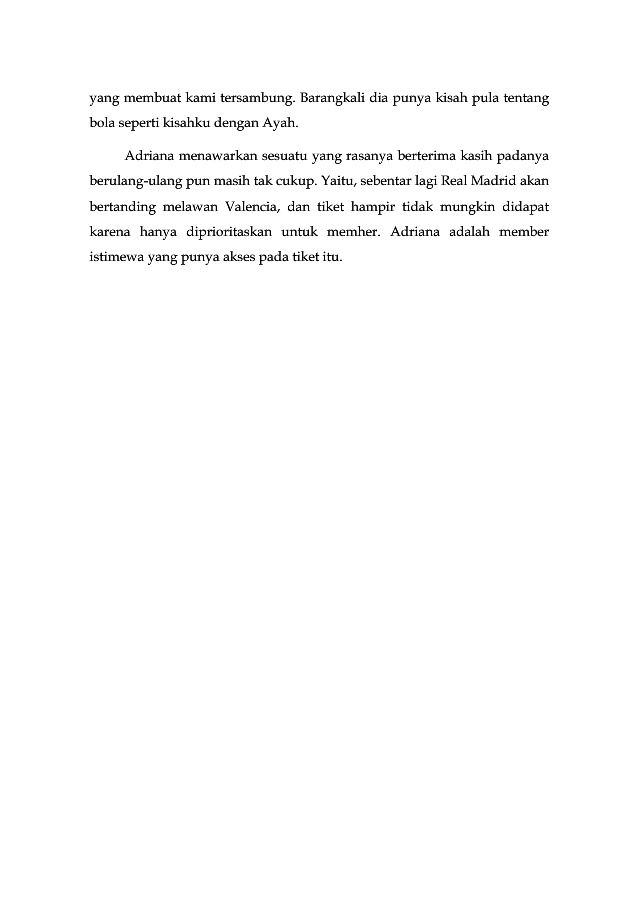 yang membuat kami tersambung. Barangkali dia punya kisah pula tentang
bola seperti kisahku dengan Ayah.
Adriana menawarkan sesuatu yang rasanya berterima kasih padanya
berulang-ulang pun masih tak cukup. Yaitu, sebentar lagi Real Madrid akan
bertanding melawan Valencia, dan tiket hampir tidak mungkin didapat
karena hanya diprioritaskan untuk memher. Adriana adalah member
istimewa yang punya akses pada tiket itu.